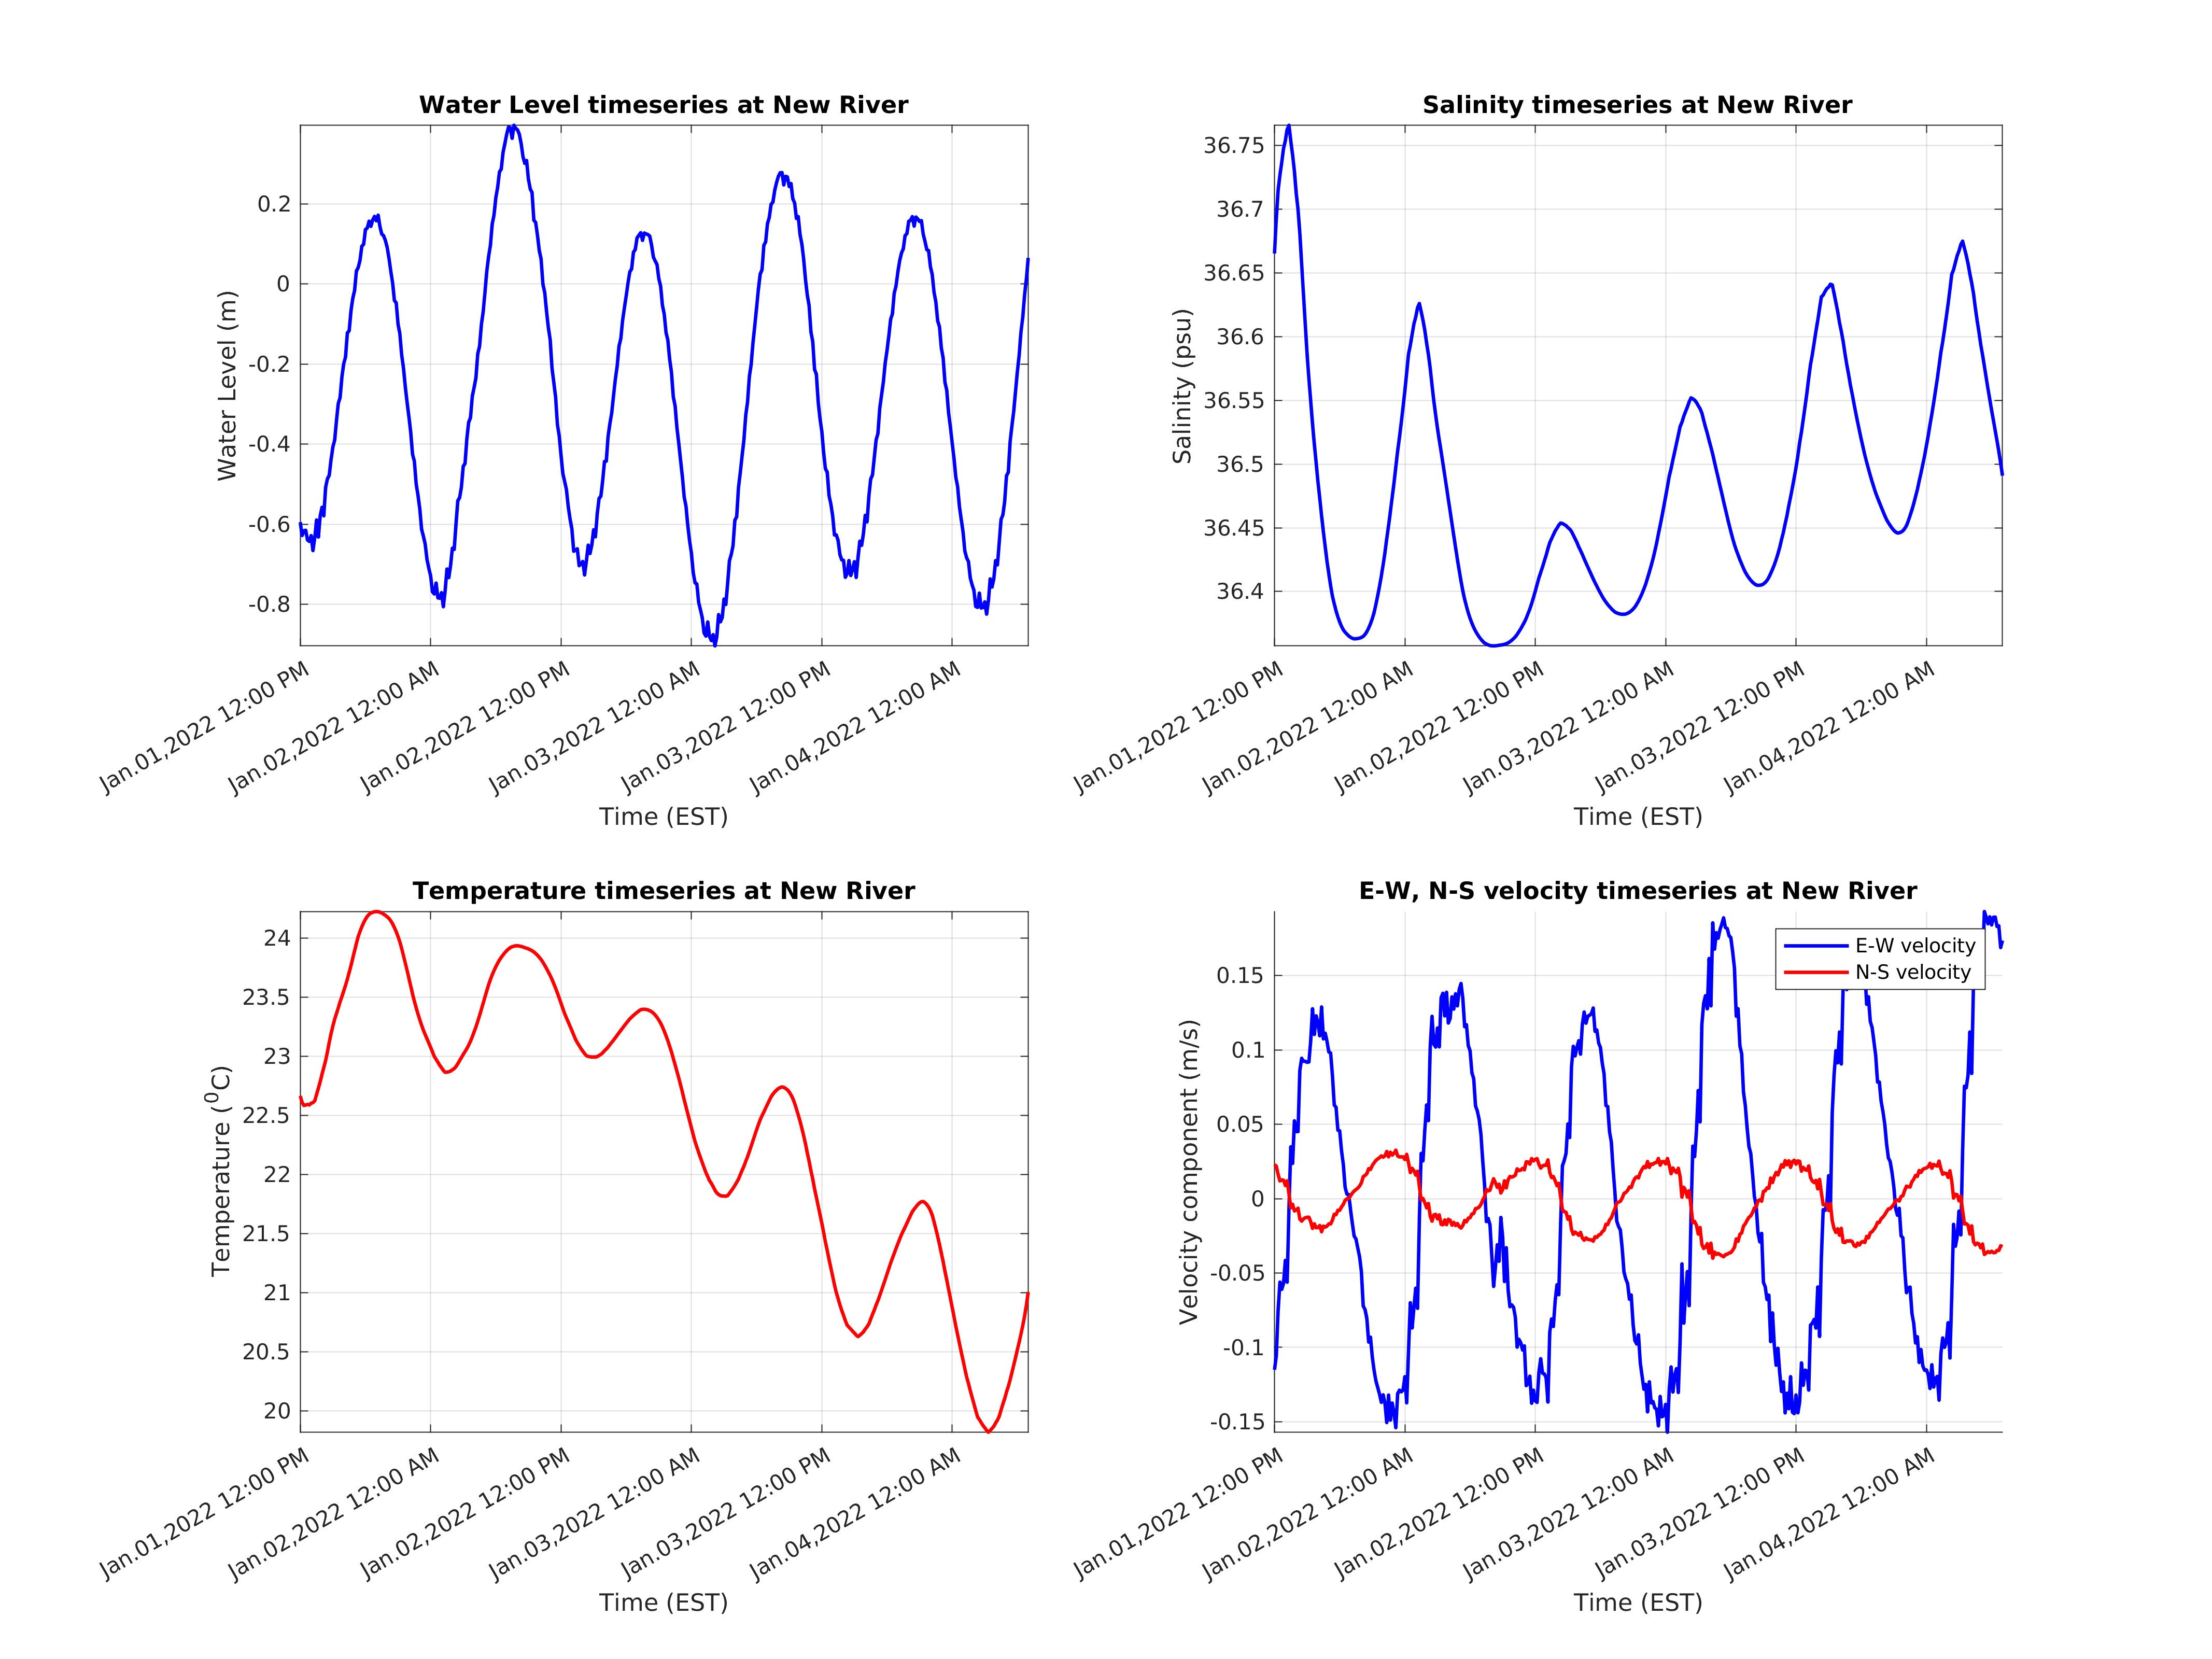 Water Level timeseries at New River
Water Level (m)
0.2
0
-0.2
-0.4
-0.6
-0.8
Jan.01,2022 12:00 PM
Jan.02,2022 12:00 AM
Jan.02,2022 12:00 PM
Jan.03,2022 12:00 AM
Jan.03,2022 12:00 PM
Jan.04,2022 12:00 AM
Time (EST)
Salinity timeseries at New River
Salinity (psu)
36.75
36.7
36.65
36.6
36.55
36.5
36.45
36.4
Jan.01,2022 12:00 PM
Jan.02,2022 12:00 AM
Jan.02,2022 12:00 PM
Jan.03,2022 12:00 AM
Jan.03,2022 12:00 PM
Jan.04,2022 12:00 AM
Time (EST)
Temperature timeseries at New River
Temperature (⁰C)
24
23.5
23
22.5
22
21.5
21
20.5
20
Jan.01,2022 12:00 PM
Jan.02,2022 12:00 AM
Jan.02,2022 12:00 PM
Jan.03,2022 12:00 AM
Jan.03,2022 12:00 PM
Jan.04,2022 12:00 AM
Time (EST)
E-W, N-S velocity timeseries at New River
E-W velocity
N-S velocity
Velocity component (m/s)
0.15
0.1
0.05
0
-0.05
-0.1
-0.15
Jan.01,2022 12:00 PM
Jan.02,2022 12:00 AM
Jan.02,2022 12:00 PM
Jan.03,2022 12:00 AM
Jan.03,2022 12:00 PM
Jan.04,2022 12:00 AM
Time (EST)